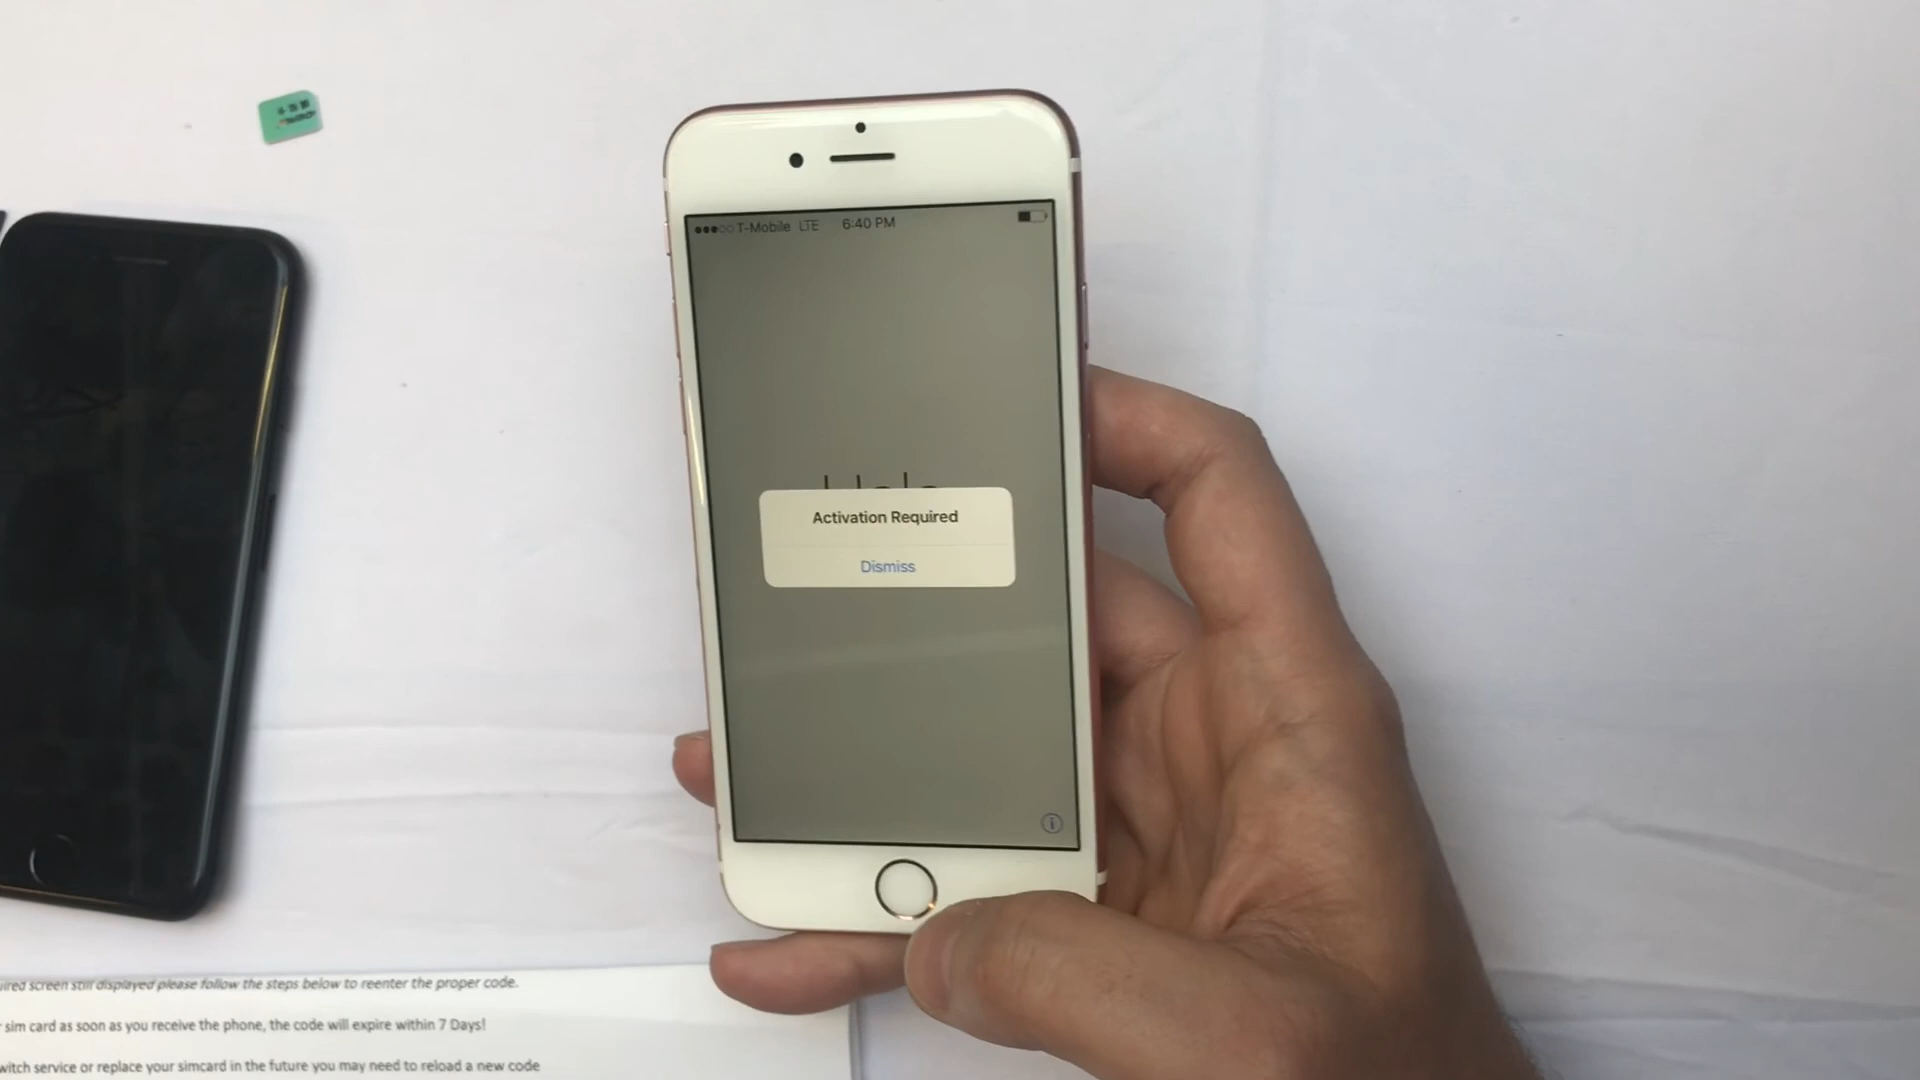 T-Mobile LTE 6:40 PM
Activation Required
Dismiss
screen still displayed please follow the steps below to reenter the proper code.
sim card as soon as you receive the phone, the code will expire within 7 Days!
service or replace your simcard in the future you may need to reload a new code